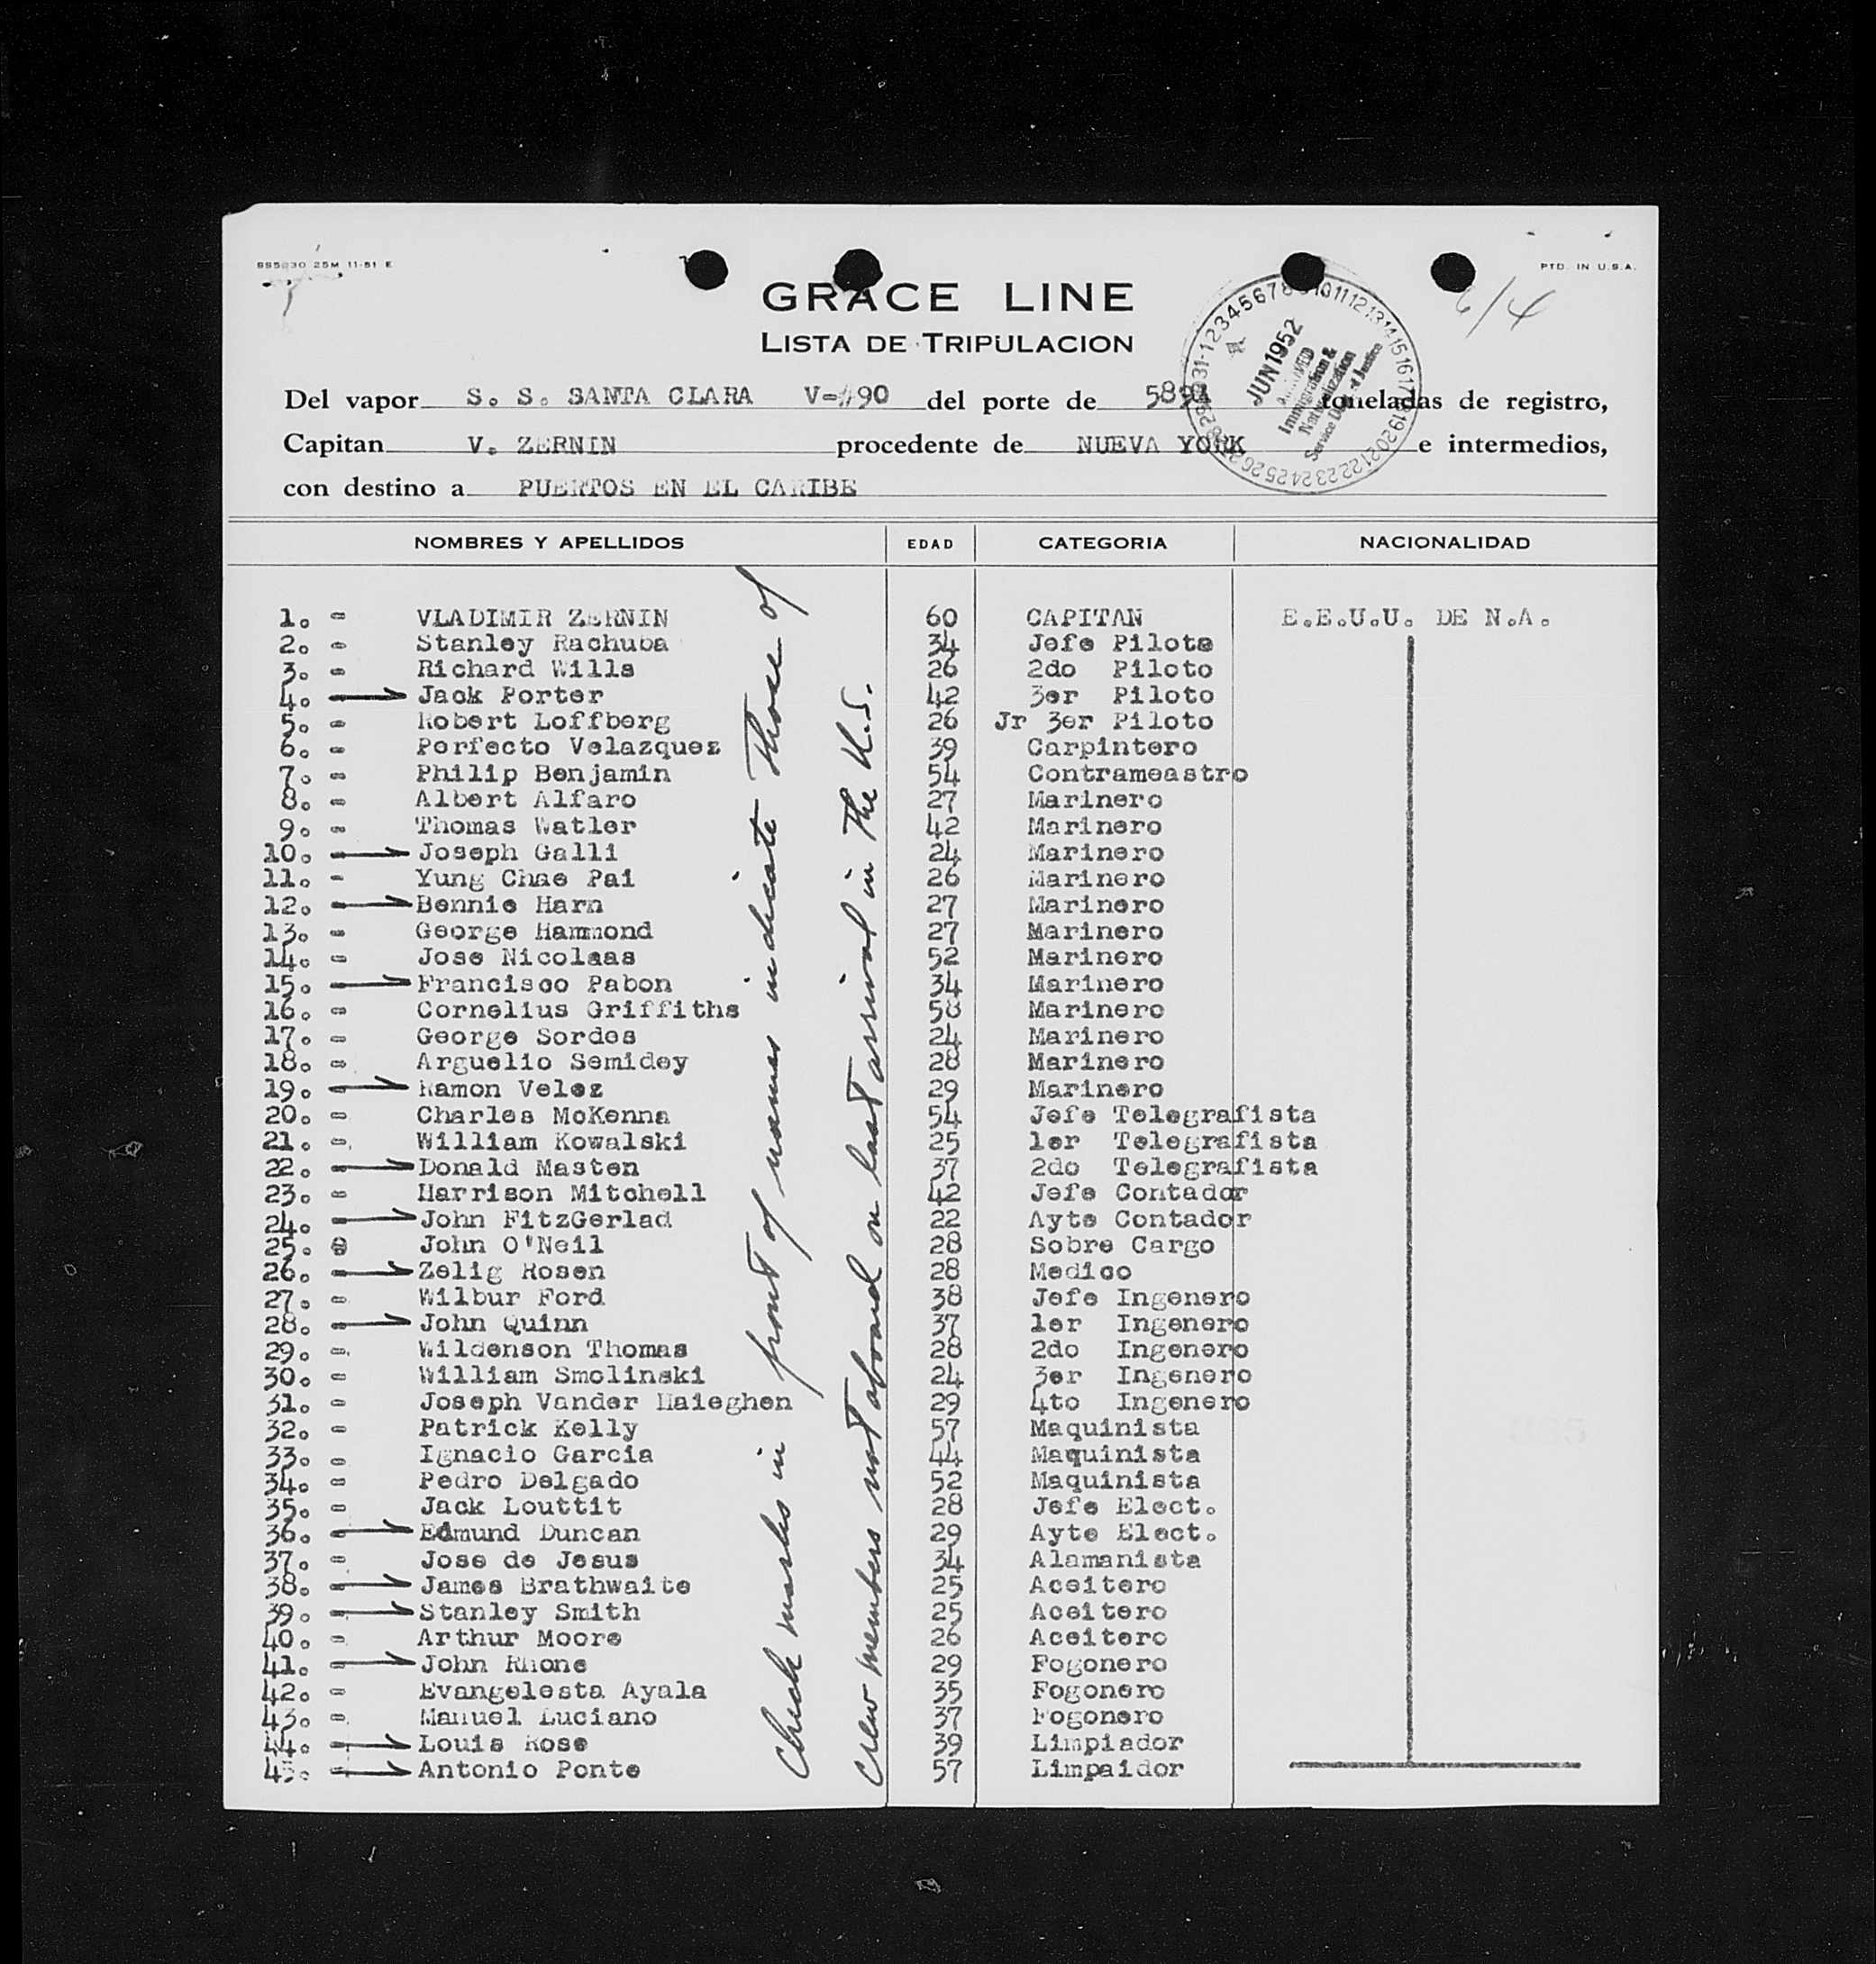 SS5230 25M 11-51 E
PTD. IN U.S.A.
6/4
GRACE LINE
LISTA DE TRIPULACION
JUN 1952
Immigration &
Naturalization
Service
Del vapor S. S. SANTA CLARA V-#90 del porte de toneladas de registro,
Capitan V. ZERNIN procedente de NUEVA YORK e intermedios,
con destino a PUERTOS EN EL CARIBE
NOMBRES Y APELLIDOS EDAD CATEGORIA NACIONALIDAD
1. - VLADIMIR ZERNIN 60 CAPITAN E.E.U.U. DE N.A.
2. - Stanley Rachuba 34 Jefe Pilote
3. - Richard Wills 26 2do Piloto
4. - Jack Porter 42 3er Piloto
5. - Robert Loffberg 26 Jr 3er Piloto
6. - Perfecto Velazquez 39 Carpintero
7. - Philip Benjamin 54 Contrameastro
8. - Albert Alfaro 27 Marinero
9. - Thomas Watler 42 Marinero
10. - Joseph Galli 24 Marinero
11. - Yung Chae Pai 26 Marinero
12. - Bennie Harn 27 Marinero
13. - George Hammond 27 Marinero
14. - Jose Nicolaas 52 Marinero
15. - Francisco Pabon 34 Marinero
16. - Cornelius Griffiths 58 Marinero
17. - George Sordos 24 Marinero
18. - Arguelio Semidey 28 Marinero
19. - Ramon Velez 29 Marinero
20. - Charles McKenna 54 Jefe Telegrafista
21. - William Kowalski 25 1er Telegrafista
22. - Donald Masten 37 2do Telegrafista
23. - Harrison Mitchell 42 Jefe Contador
24. - John FitzGerlad 22 Ayte Contador
25. John O'Neil 28 Sobre Cargo
26. - Zelig Rosen 28 Medico
27. - Wilbur Ford 38 Jefe Ingenero
28. - John Quinn 37 1er Ingenero
29. - Wildenson Thomas 28 2do Ingenero
30. - William Smolinski 24 3er Ingenero
31. - Joseph Vander Haieghen 29 4to Ingenero
32. - Patrick Kelly 57 Maquinista
33. - Ignacio Garcia 44 Maquinista
34. - Pedro Delgado 52 Maquinista
35. - Jack Louttit 28 Jefe Elect.
36. - Edmund Duncan 29 Ayte Elect.
37. - Jose de Jesus 34 Alamanista
38. - James Brathwaite 25 Aceitero
39. - Stanley Smith 25 Aceitero
40. - Arthur Moore 26 Aceitero
41. - John Rhone 29 Fogonero
42. - Evangelesta Ayala 35 Fogonero
43. - Manuel Luciano 37 Fogonero
44. - Louis Rose 39 Limpiador
45. - Antonio Ponte 57 Limpaidor
Check marks in front of names indicate those of
crew members not aboard on last arrival in the U.S.